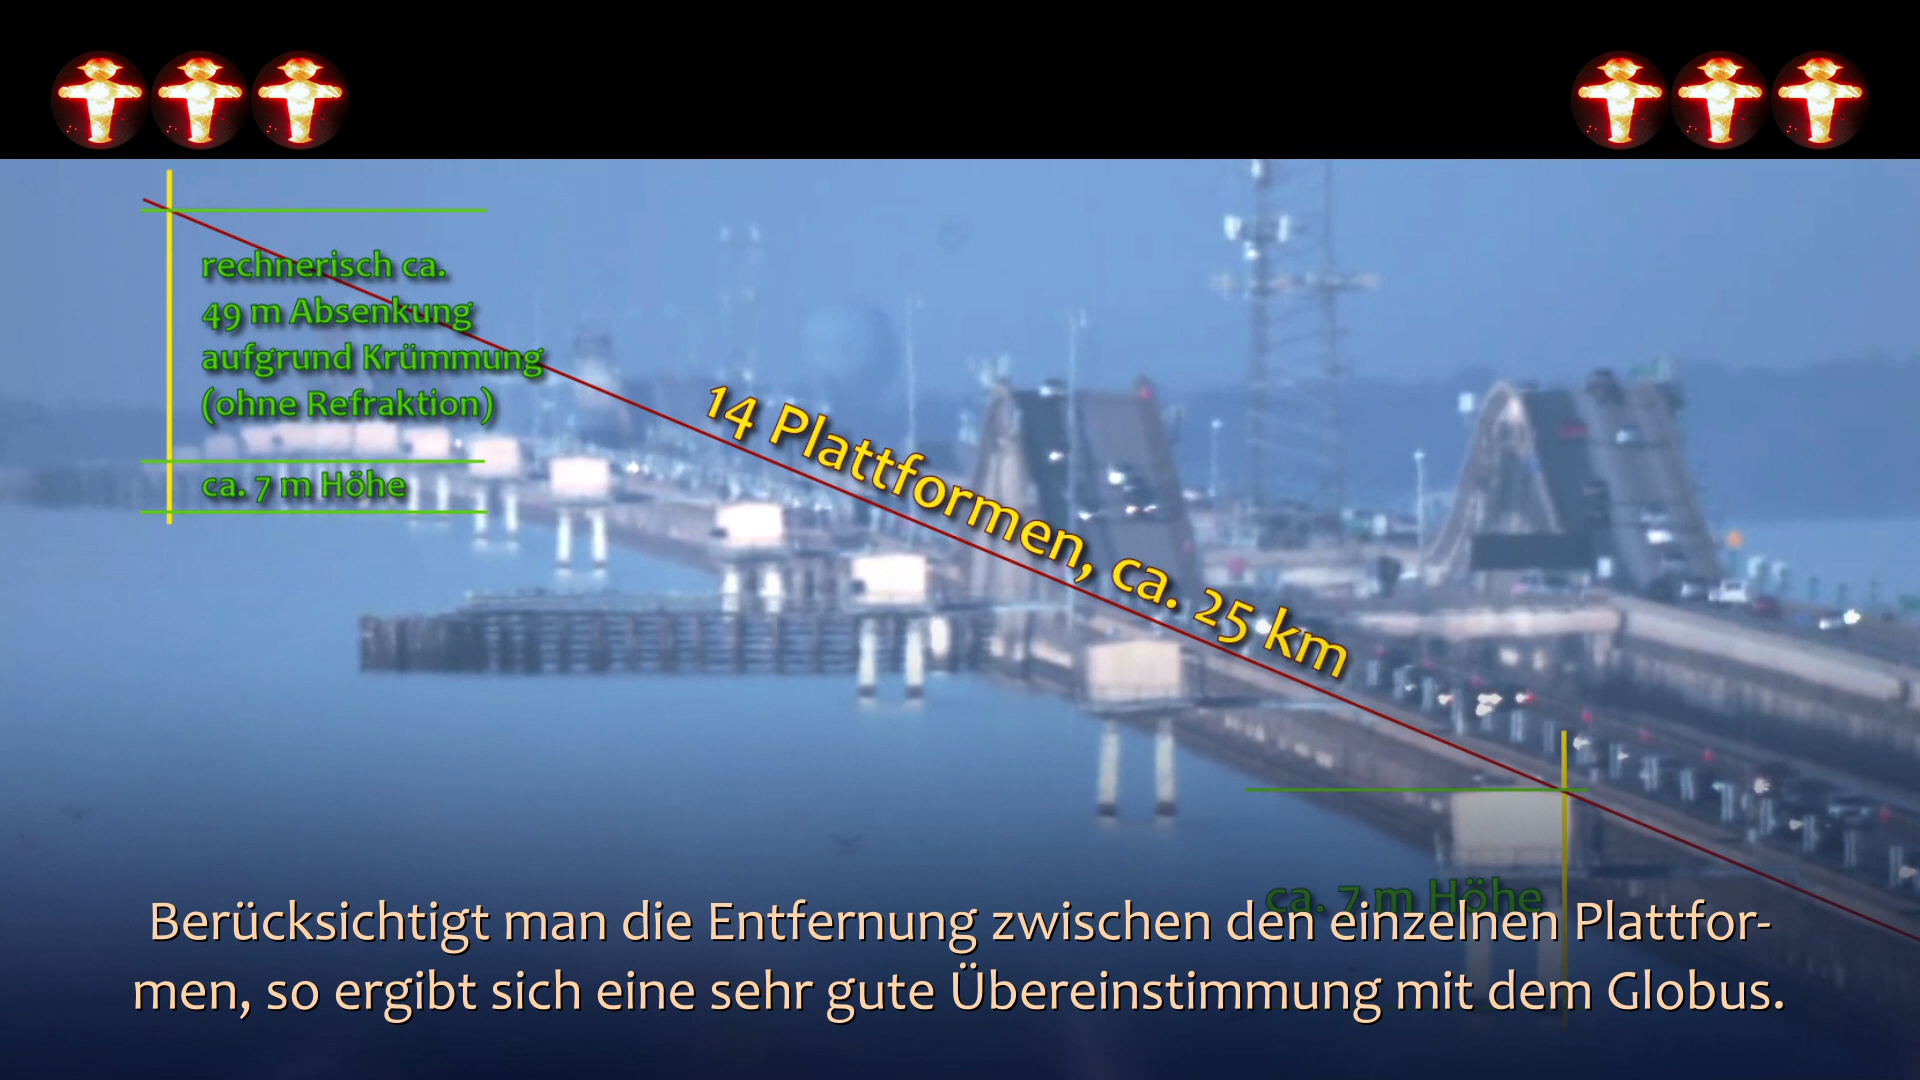 rechnerisch ca.
49 m Absenkung
aufgrund Krümmung
(ohne Refraktion)
ca. 7 m Höhe
14 Plattformen, ca. 25 km
ca. 7 m Höhe
Berücksichtigt man die Entfernung zwischen den einzelnen Plattfor-
men, so ergibt sich eine sehr gute Übereinstimmung mit dem Globus.